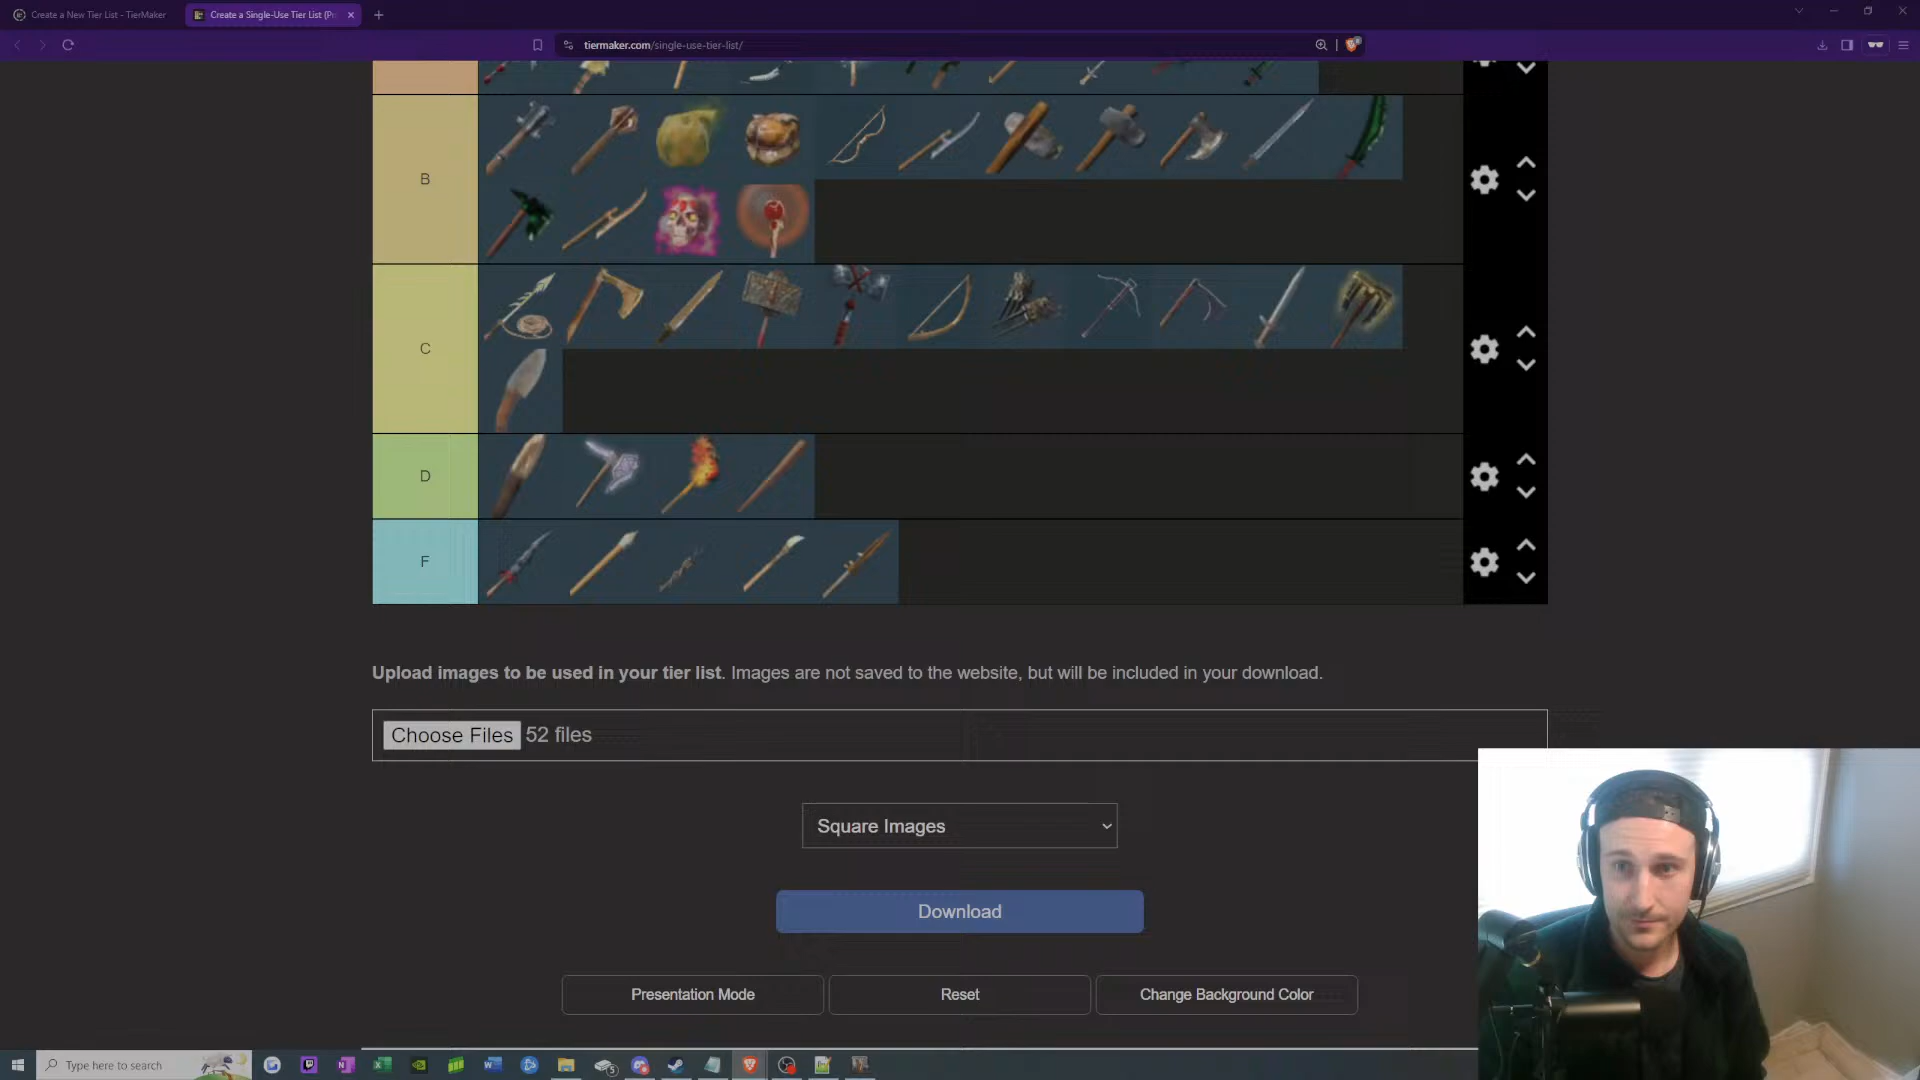 Create a New Tier List - TierMaker
Create a Single-Use Tier List (Pr
tiermaker.com/single-use-tier-list/
B
C
D
F
Upload images to be used in your tier list. Images are not saved to the website, but will be included in your download.
Choose Files 52 files
Square Images
Download
Presentation Mode
Reset
Change Background Color
Type here to search
5